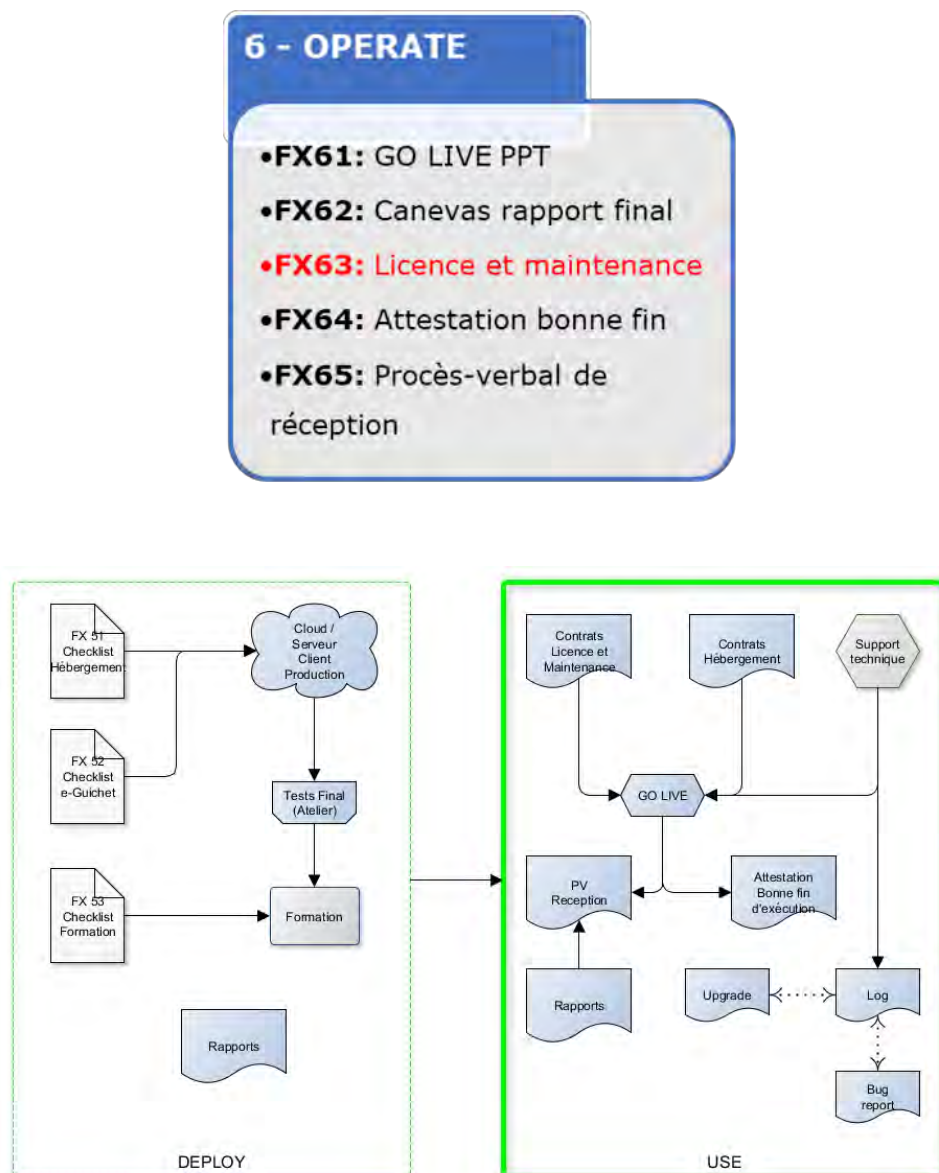 6 - OPERATE
•FX61: GO LIVE PPT
•FX62: Canevas rapport final
•FX63: Licence et maintenance
•FX64: Attestation bonne fin
•FX65: Procès-verbal de
réception
FX 51
Checklist
Hébergement
Cloud /
Serveur
Client
Production
FX 52
Checklist
e-Guichet
Tests Final
(Atelier)
FX 53
Checklist
Formation
Formation
Rapports
DEPLOY
Contrats
Licence et
Maintenance
Contrats
Hébergement
Support
technique
GO LIVE
PV
Reception
Attestation
Bonne fin
d'exécution
Rapports
Upgrade
Log
Bug
report
USE